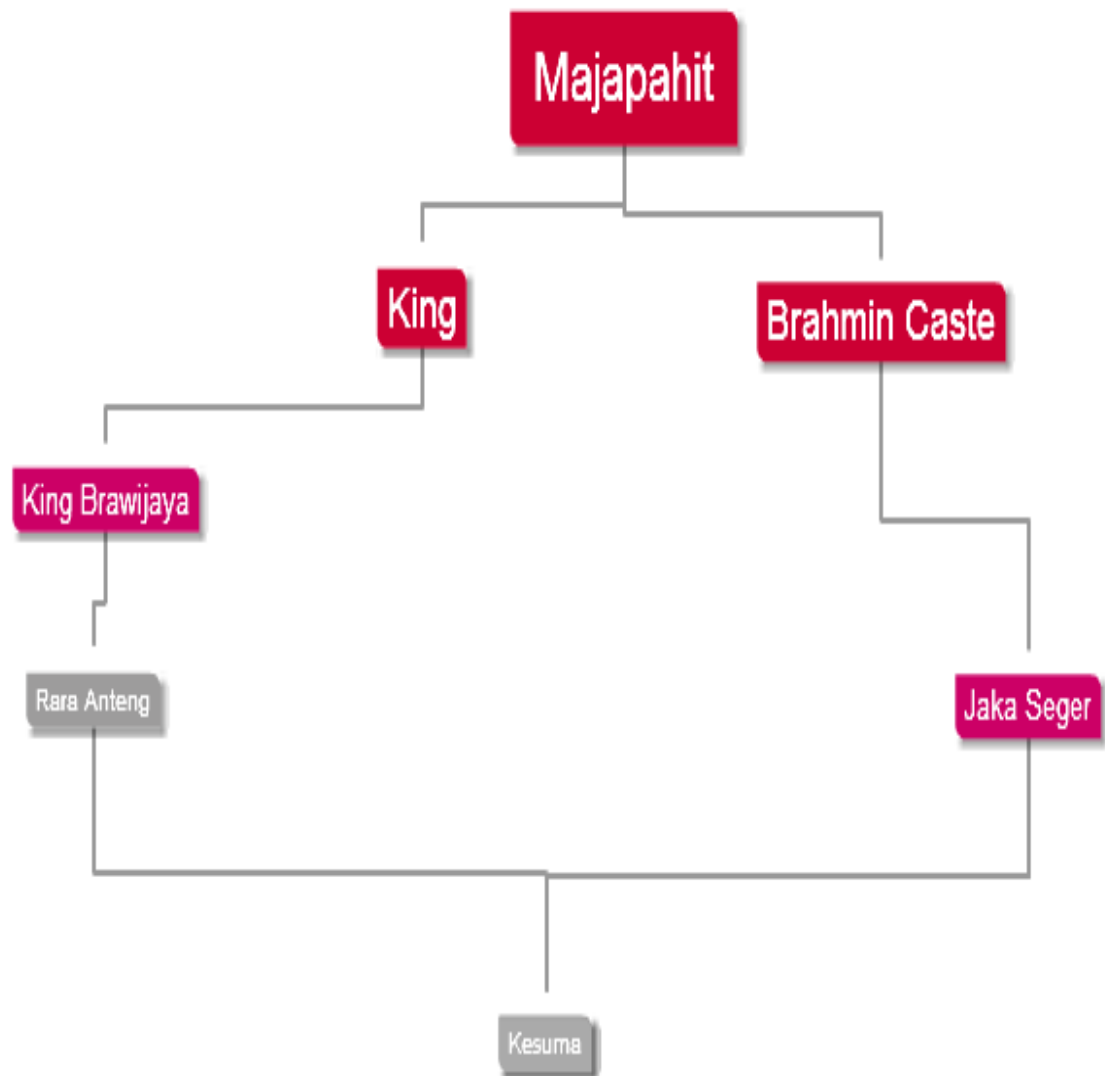 Majapahit
King
Brahmin Caste
King Brawijaya
Rara Anteng
Jaka Seger
Kesuma